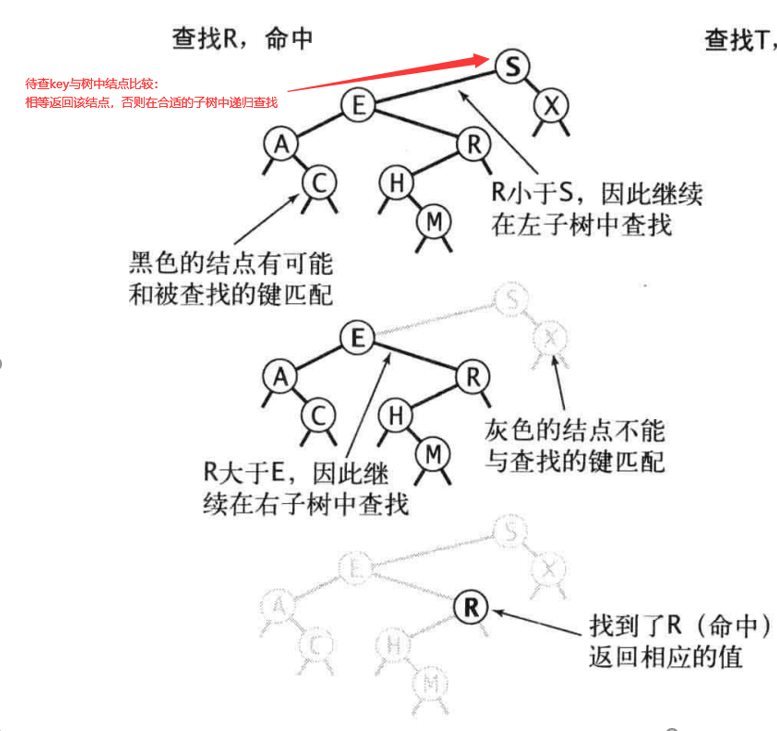 查找R，命中
查找T，
待查key与树中结点比较：
相等返回该结点，否则在合适的子树中递归查找
S
E
X
A
R
C
H
M
R小于S，因此继续
在左子树中查找
黑色的结点有可能
和被查找的键匹配
S
E
X
A
R
C
H
M
灰色的结点不能
与查找的键匹配
R大于E，因此继
续在右子树中查找
S
E
X
A
R
C
H
M
找到了R（命中）
返回相应的值